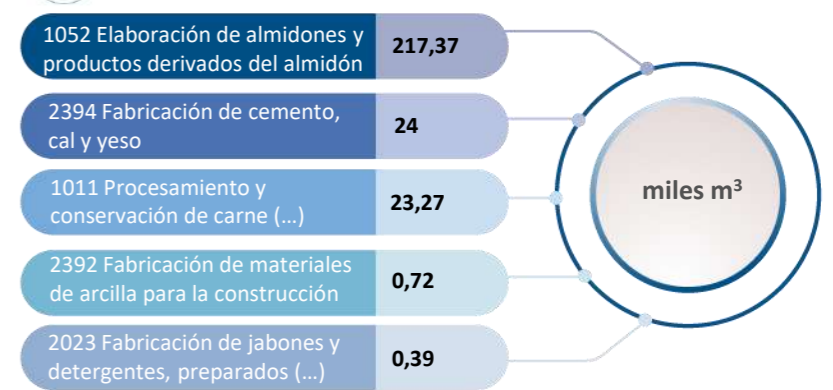 1052 Elaboración de almidones y
productos derivados del almidón
217,37
2394 Fabricación de cemento,
cal y yeso
24
1011 Procesamiento y
conservación de carne (...)
23,27
2392 Fabricación de materiales
de arcilla para la construcción
0,72
2023 Fabricación de jabones y
detergentes, preparados (...)
0,39
miles m³